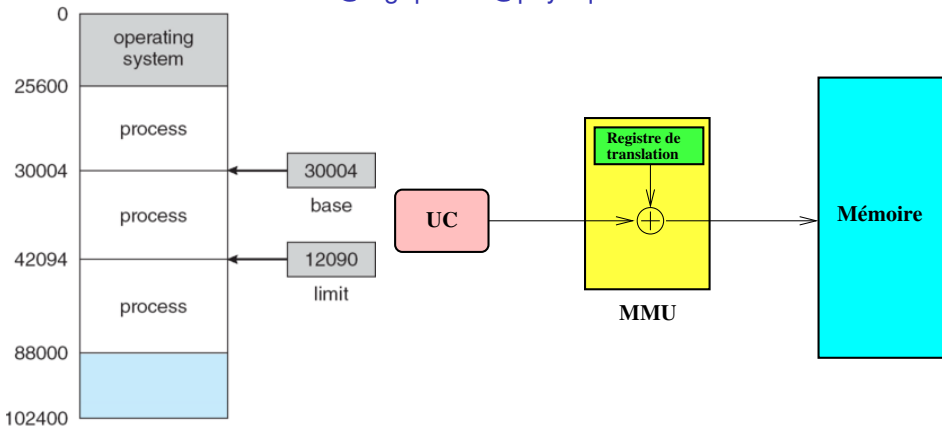 0
operating
system
25600
process
30004
30004
base
process
42094
12090
limit
process
88000
102400
UC
Registre de
translation
MMU
Mémoire